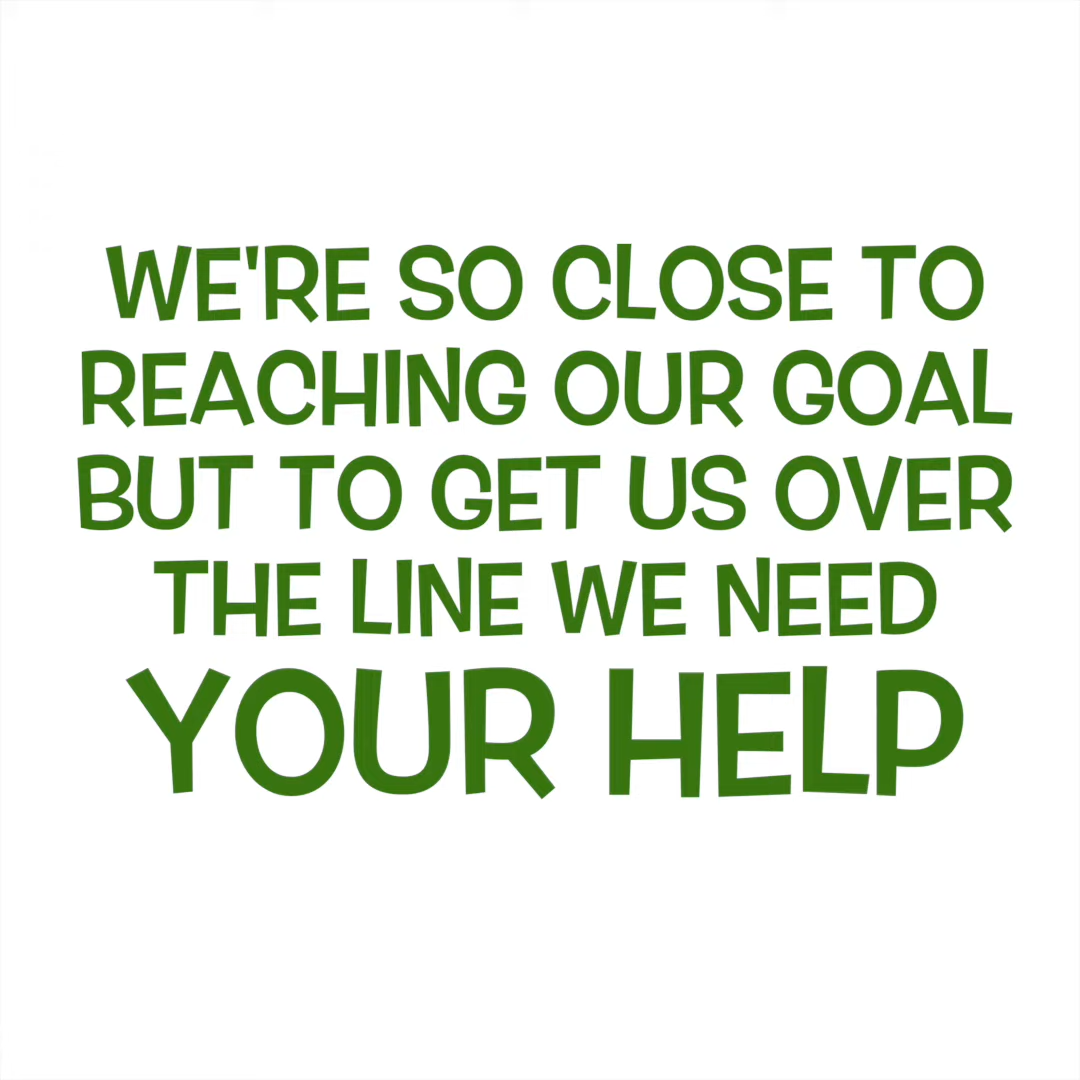 WE'RE SO CLOSE TO
REACHING OUR GOAL
BUT TO GET US OVER
THE LINE WE NEED
YOUR HELP